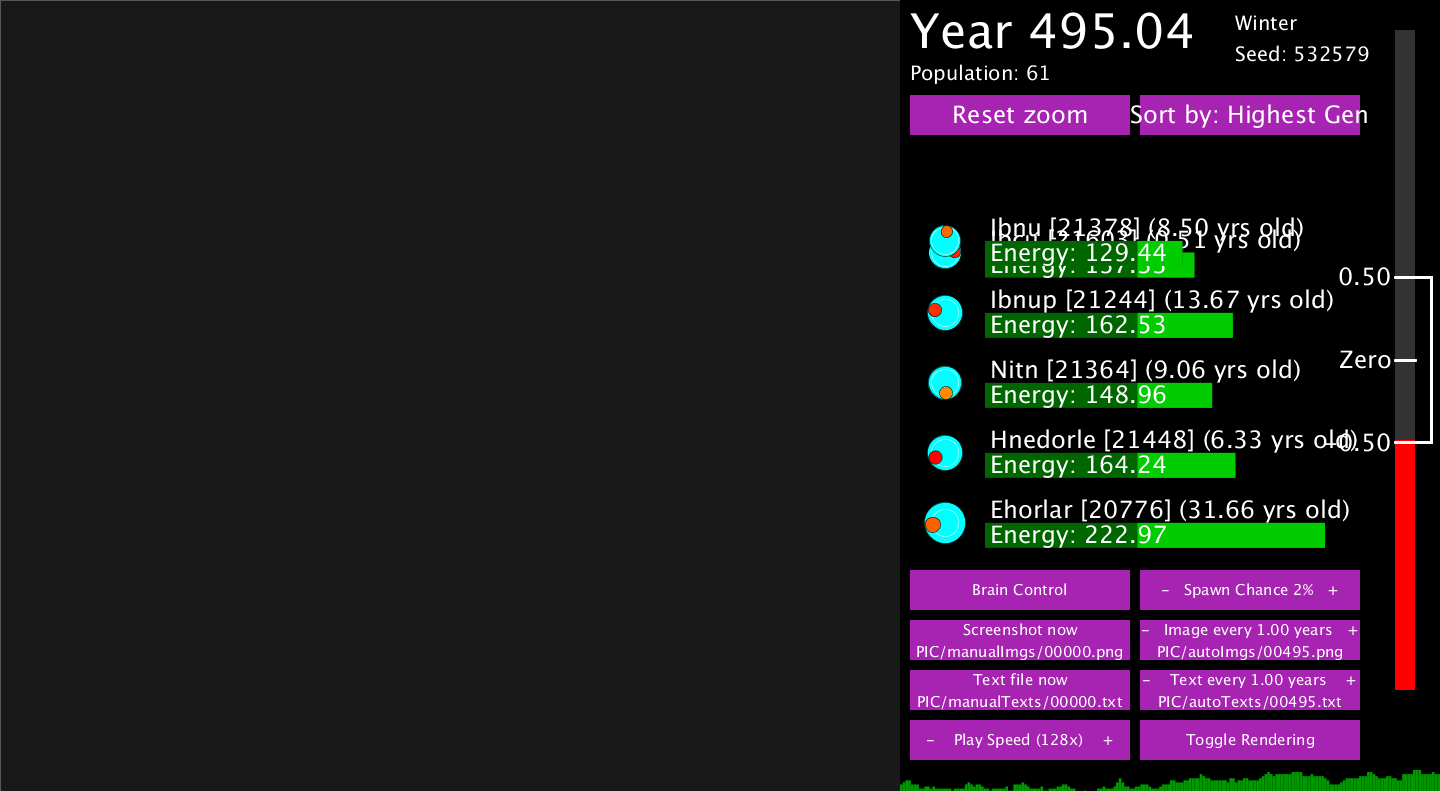 Year 495.04
Winter
Seed: 532579
Population: 61
Reset zoom
Sort by: Highest Gen
Ibnu [21378] (8.50 yrs old)
Energy: 129.44
Ibnup [21244] (13.67 yrs old)
Energy: 162.53
Nitn [21364] (9.06 yrs old)
Energy: 148.96
Hnedorle [21448] (6.33 yrs old)
Energy: 164.24
Ehorlar [20776] (31.66 yrs old)
Energy: 222.97
0.50
Zero
-0.50
Brain Control
- Spawn Chance 2% +
Screenshot now
PIC/manualImgs/00000.png
- Image every 1.00 years +
PIC/autoImgs/00495.png
Text file now
PIC/manualTexts/00000.txt
- Text every 1.00 years +
PIC/autoTexts/00495.txt
- Play Speed (128x) +
Toggle Rendering